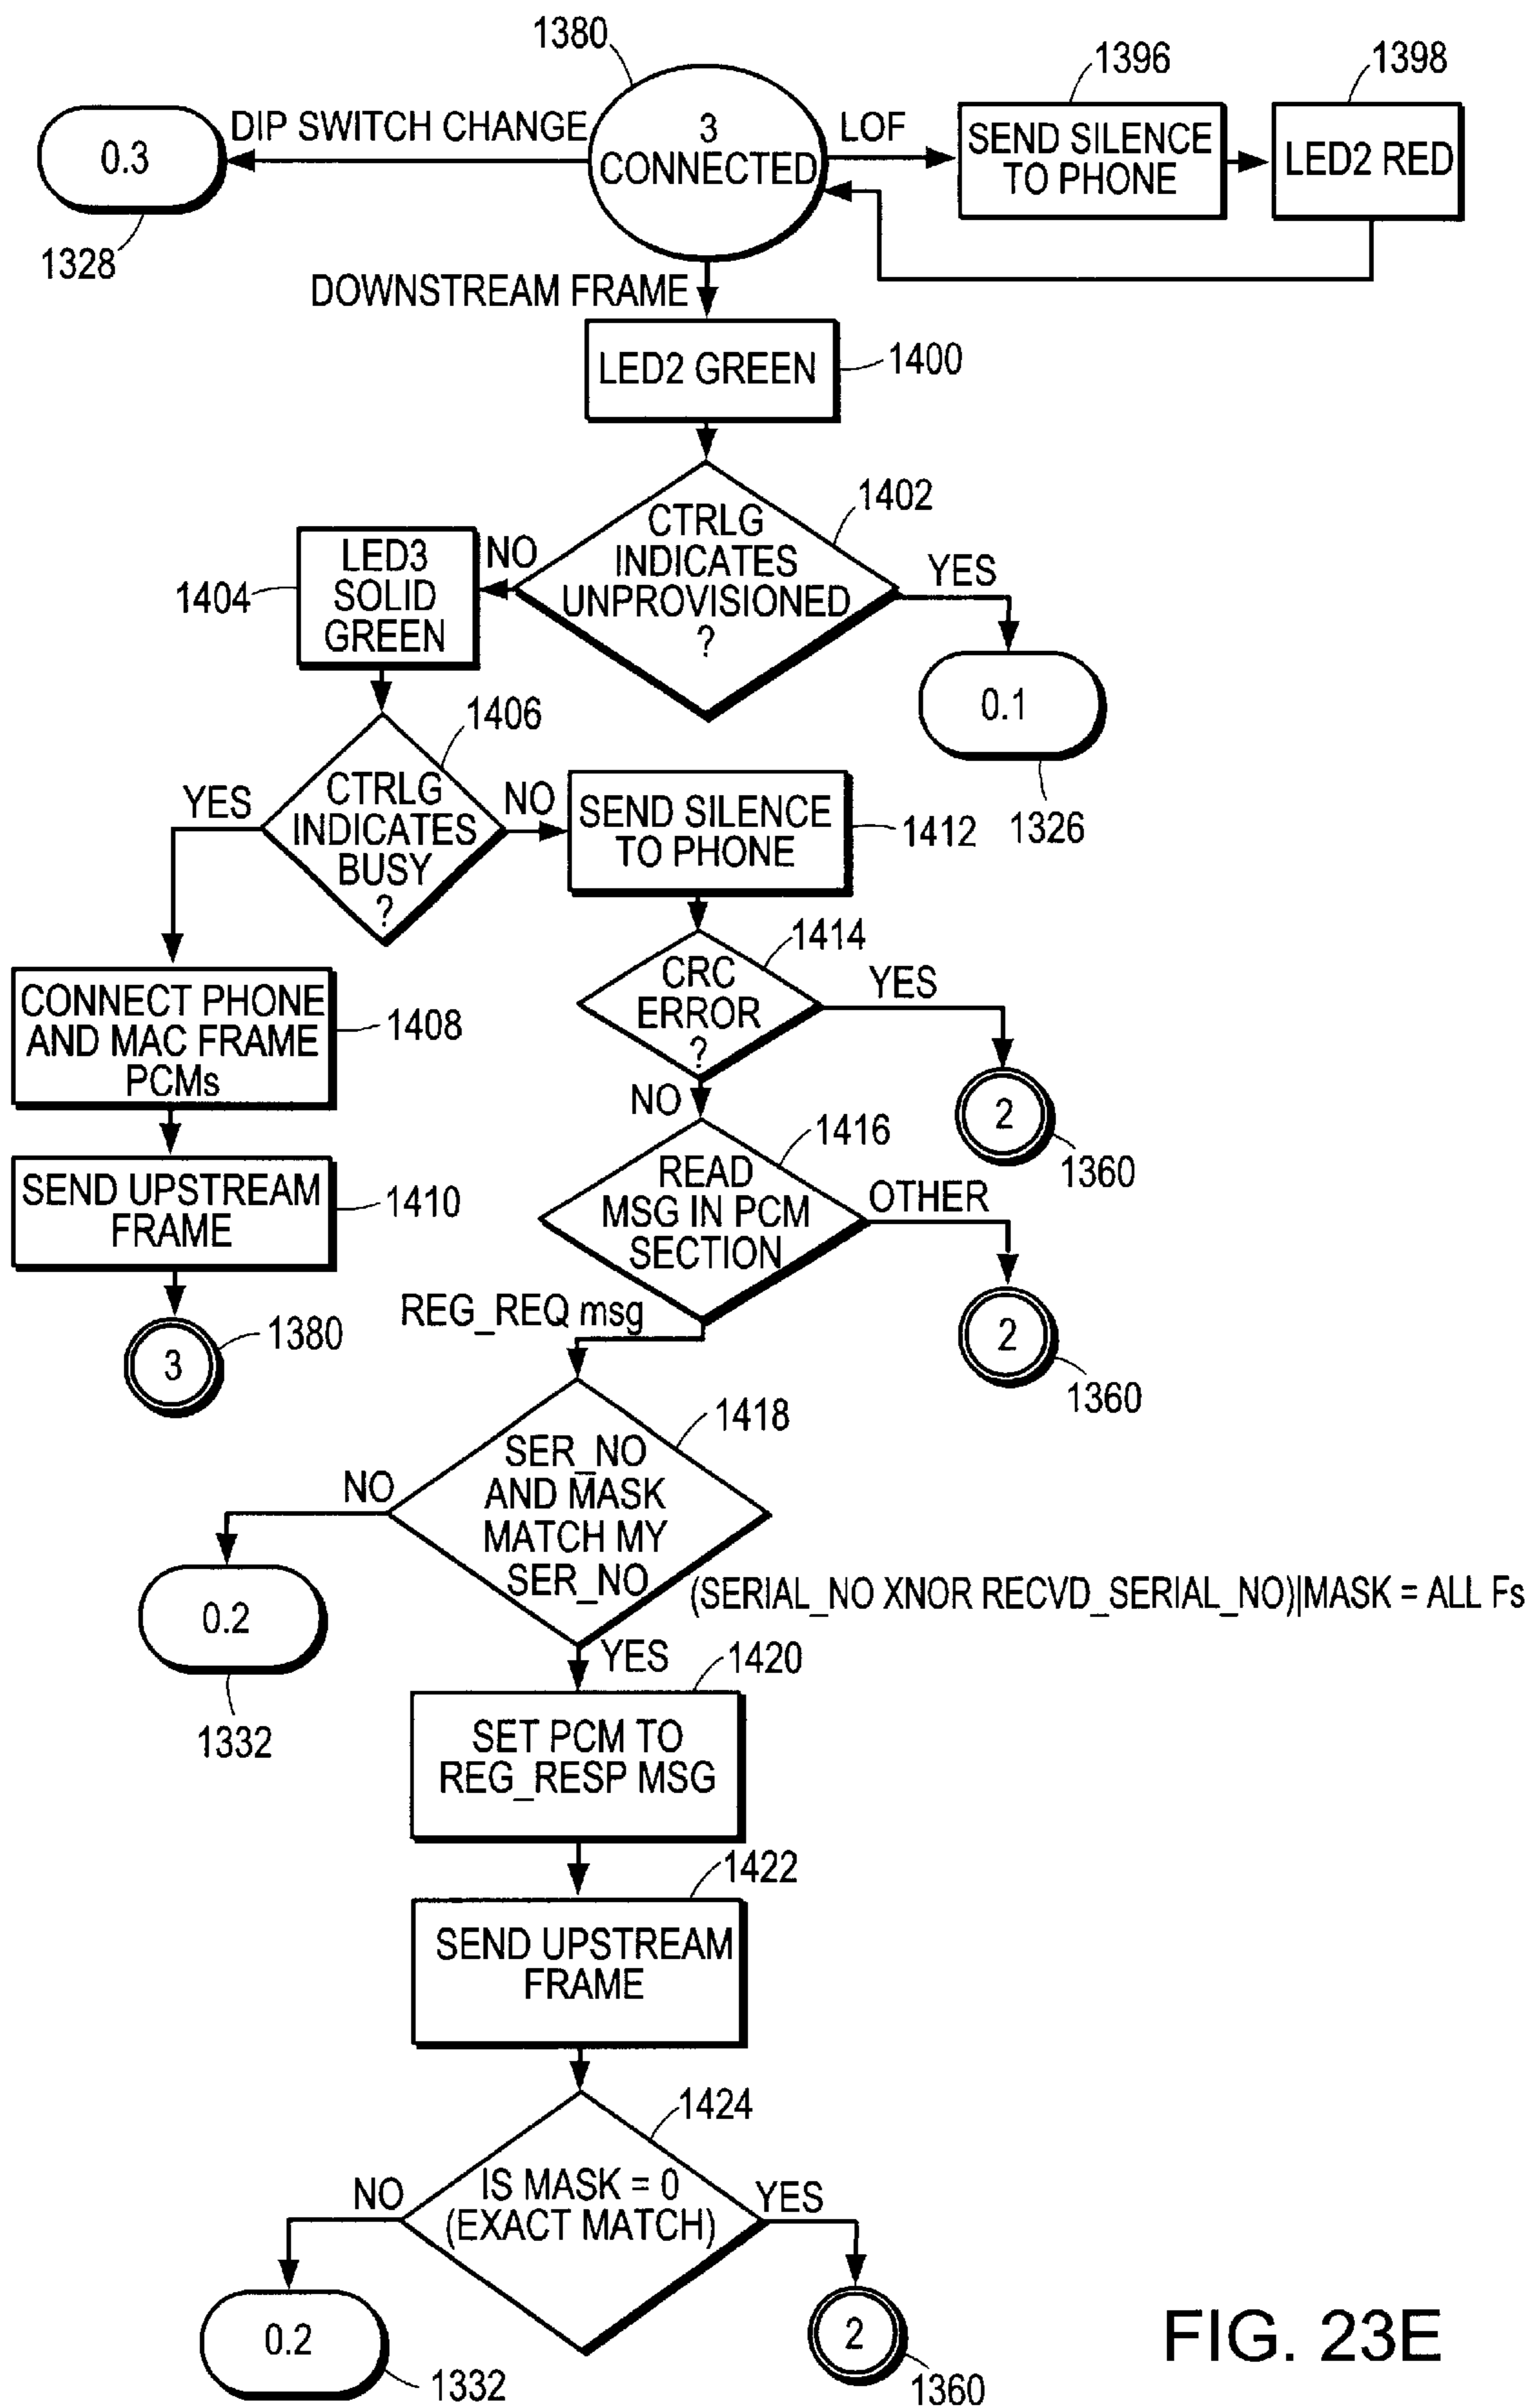 1380
1396
1398
DIP SWITCH CHANGE
0.3
3
CONNECTED
LOF
SEND SILENCE
TO PHONE
LED2 RED
1328
DOWNSTREAM FRAME
LED2 GREEN
1400
1402
CTRLG
INDICATES
UNPROVISIONED
?
NO
YES
LED3
SOLID
GREEN
1404
0.1
1326
1406
CTRLG
INDICATES
BUSY
?
YES
NO
SEND SILENCE
TO PHONE
1412
1414
CRC
ERROR
?
YES
NO
2
1360
CONNECT PHONE
AND MAC FRAME
PCMs
1408
SEND UPSTREAM
FRAME
1410
3
1380
1416
READ
MSG IN PCM
SECTION
OTHER
2
1360
REG_REQ msg
1418
SER_NO
AND MASK
MATCH MY
SER_NO
NO
0.2
1332
(SERIAL_NO XNOR RECVD_SERIAL_NO)|MASK = ALL Fs
YES
1420
SET PCM TO
REG_RESP MSG
1422
SEND UPSTREAM
FRAME
1424
IS MASK = 0
(EXACT MATCH)
NO
YES
0.2
1332
2
1360
FIG. 23E